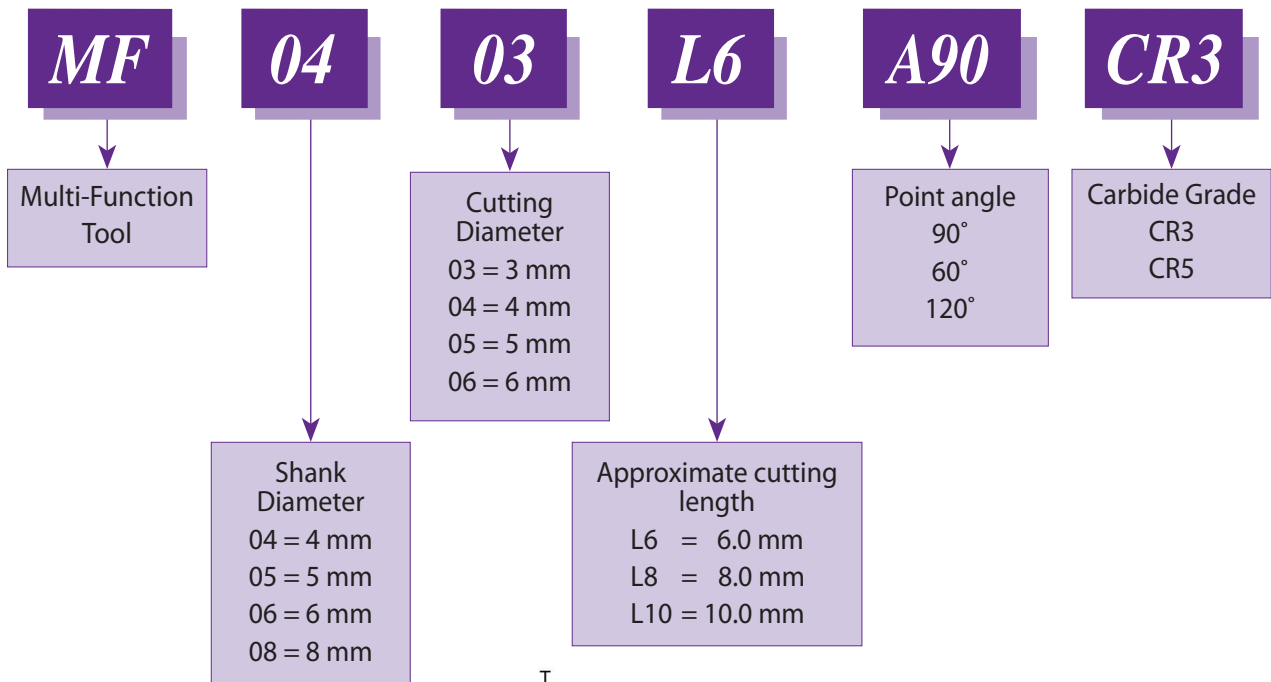 MF 04 03 L6 A90 CR3
Multi-Function
Tool
Shank
Diameter
04 = 4 mm
05 = 5 mm
06 = 6 mm
08 = 8 mm
Cutting
Diameter
03 = 3 mm
04 = 4 mm
05 = 5 mm
06 = 6 mm
Approximate cutting
length
L6 = 6.0 mm
L8 = 8.0 mm
L10 = 10.0 mm
Point angle
90˚
60˚
120˚
Carbide Grade
CR3
CR5
T